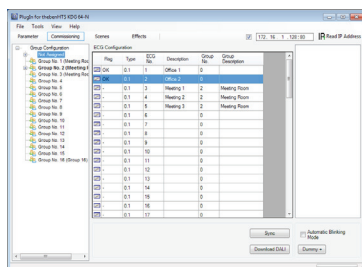 PlugIn for thebenHTS KDG 64-N
File Tools View Help
Parameter Commissioning Scenes Effects 172. 16 1 .128 : 80 Read IP Address
Group Configuration
Not Assigned
Group No. 1 (Meeting Roo
Group No. 2 (Meeting F
Group No. 3 (Meeting Roo
Group No. 4
Group No. 5
Group No. 6
Group No. 7
Group No. 8
Group No. 9
Group No. 10
Group No. 11
Group No. 12
Group No. 13
Group No. 14
Group No. 15
Group No. 16 (Group 16)
ECG Configuration
Flag Type ECG No. Description Group No. Group Description
OK 0.1 1 Office 1 0
OK 0.1 2 Office 2 0
- 0.1 3 Meeting 1 2 Meeting Room
- 0.1 4 Meeting 2 2 Meeting Room
- 0.1 5 Meeting 3 2 Meeting Room
- 0.1 6 0
- 0.1 7 0
- 0.1 8 0
- 0.1 9 0
- 0.1 10 0
- 0.1 11 0
- 0.1 12 0
- 0.1 13 0
- 0.1 14 0
- 0.1 15 0
- 0.1 16 0
- 0.1 17 0
Sync
Automatic Blinking Mode
Download DALI
Dummy +